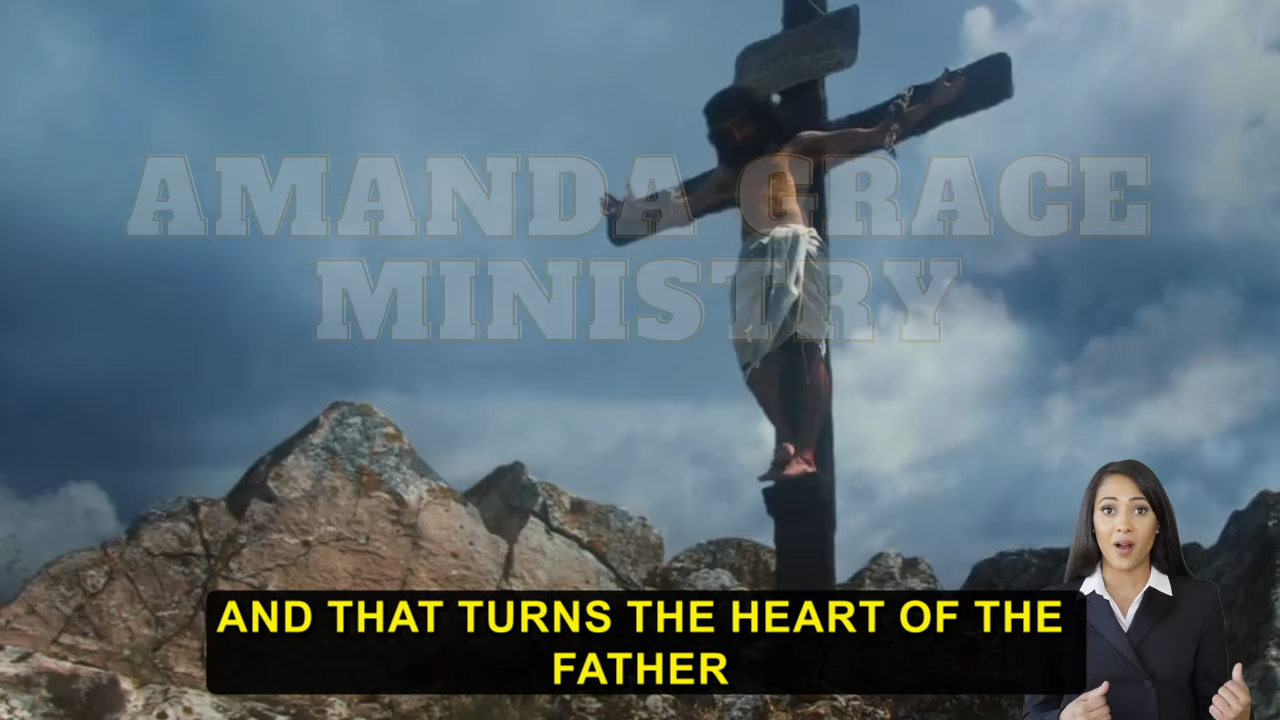 AMANDA GRACE
MINISTRY
AND THAT TURNS THE HEART OF THE
FATHER